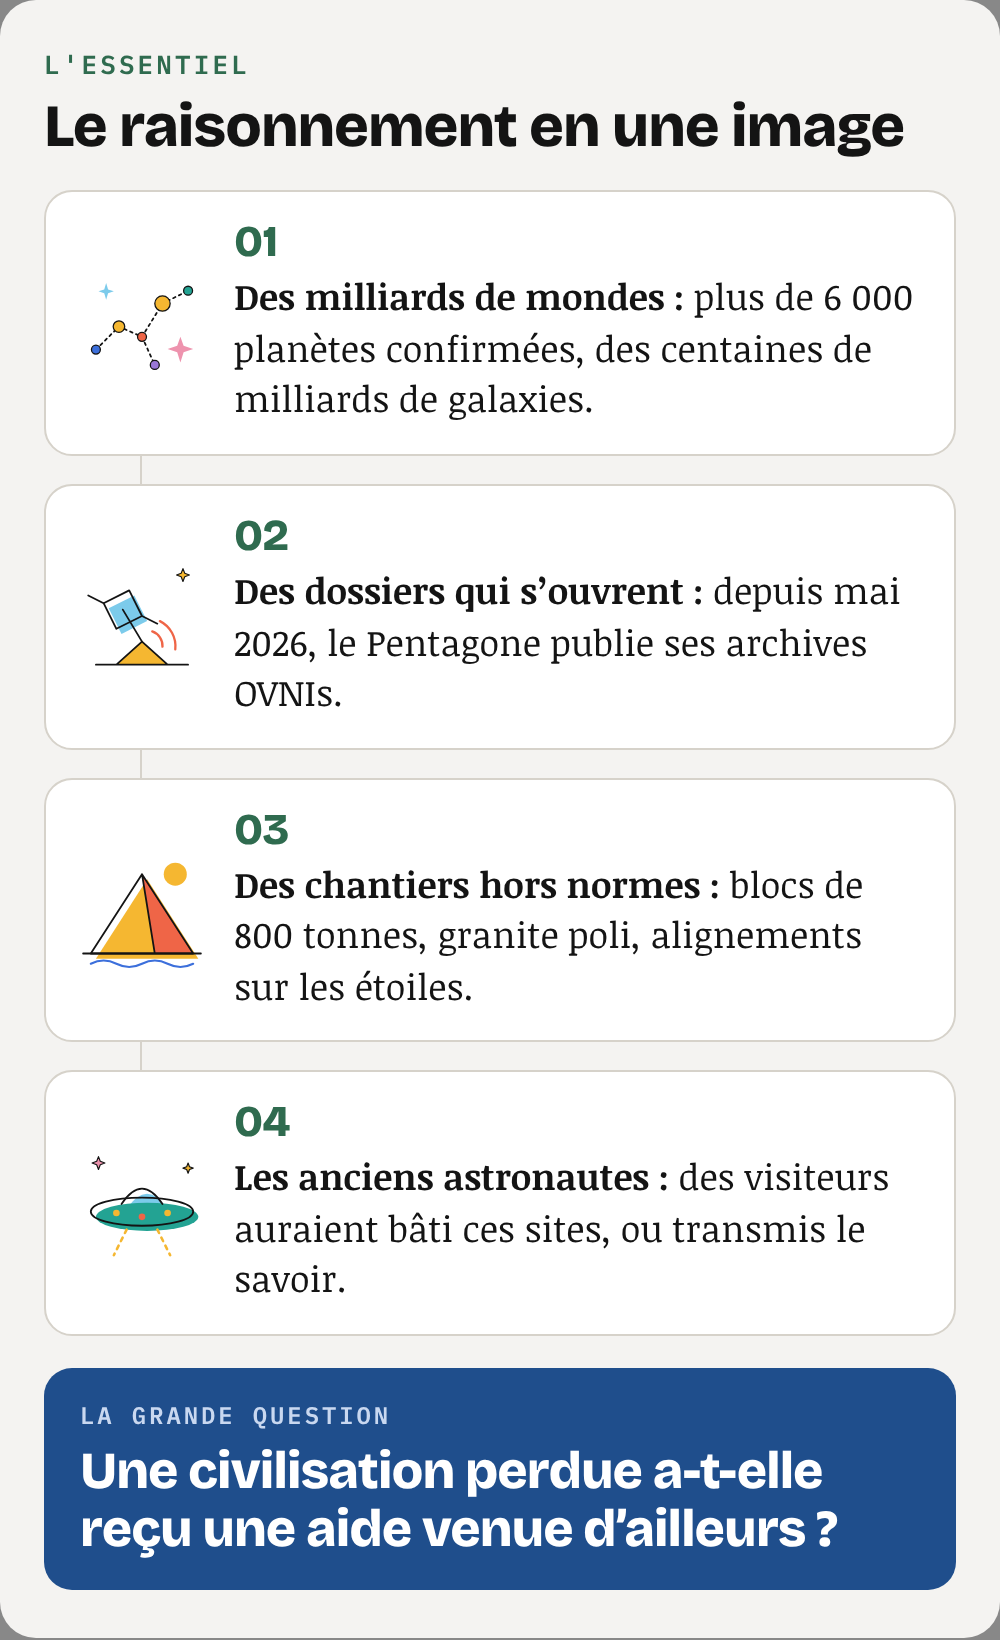 L'ESSENTIEL
Le raisonnement en une image
01
Des milliards de mondes : plus de 6 000
planètes confirmées, des centaines de
milliards de galaxies.
02
Des dossiers qui s’ouvrent : depuis mai
2026, le Pentagone publie ses archives
OVNIs.
03
Des chantiers hors normes : blocs de
800 tonnes, granite poli, alignements
sur les étoiles.
04
Les anciens astronautes : des visiteurs
auraient bâti ces sites, ou transmis le
savoir.
LA GRANDE QUESTION
Une civilisation perdue a-t-elle
reçu une aide venue d’ailleurs ?